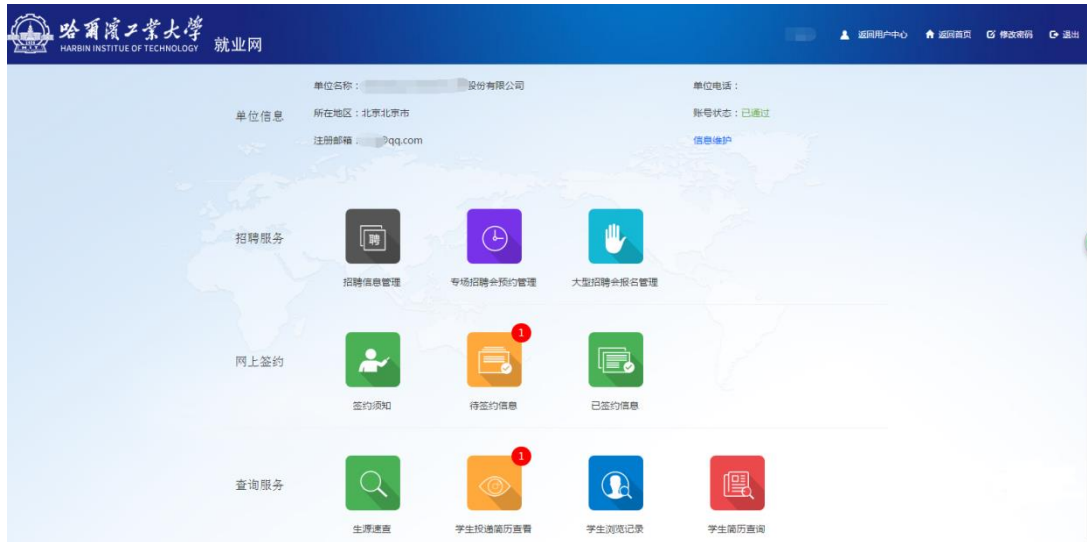 哈爾濱工業大學
HARBIN INSTITUE OF TECHNOLOGY
就业网
返回用户中心 返回首页 修改密码 退出
单位信息
单位名称： 股份有限公司 单位电话：
所在地区：北京北京市 账号状态：已通过
注册邮箱： @qq.com 信息维护
招聘服务
聘
招聘信息管理 专场招聘会预约管理 大型招聘会报名管理
网上签约
1
签约须知 待签约信息 已签约信息
查询服务
1
生源速查 学生投递简历查看 学生浏览记录 学生简历查询